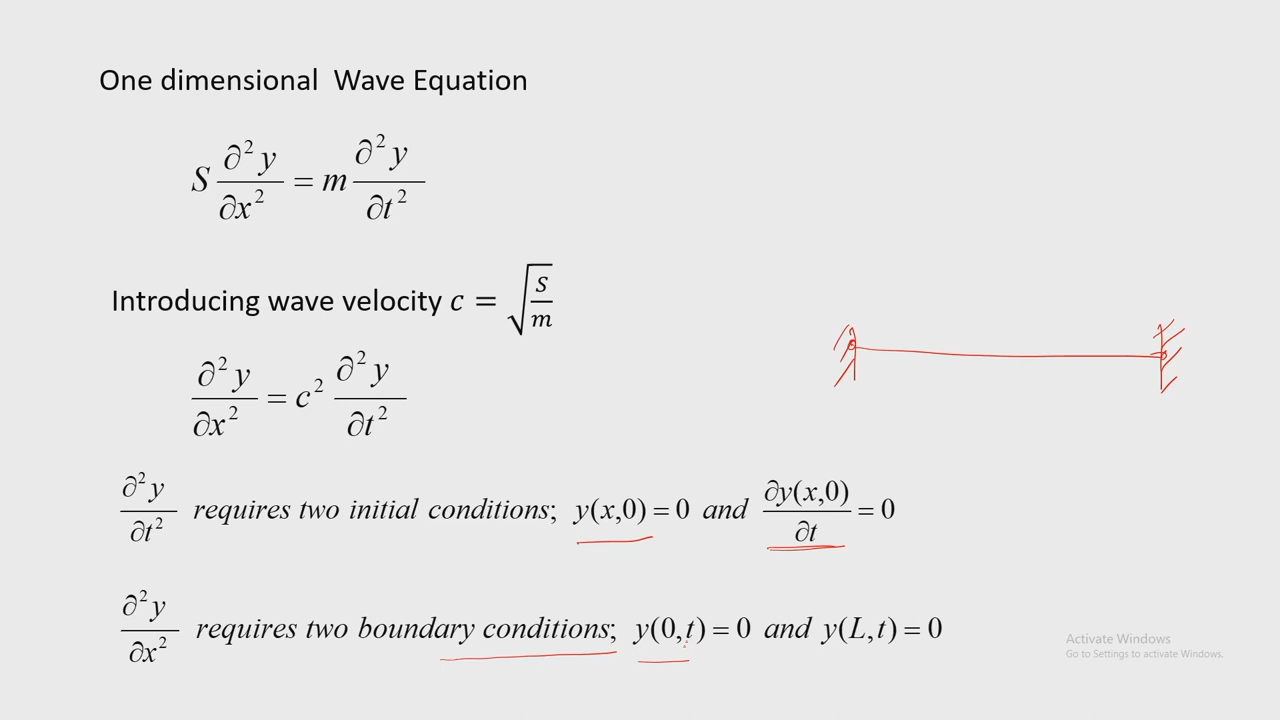 One dimensional Wave Equation
S ∂²y/∂x² = m ∂²y/∂t²
Introducing wave velocity c = √(S/m)
∂²y/∂x² = c² ∂²y/∂t²
∂²y/∂t² requires two initial conditions; y(x,0) = 0 and ∂y(x,0)/∂t = 0
∂²y/∂x² requires two boundary conditions; y(0,t) = 0 and y(L,t) = 0
Activate Windows
Go to Settings to activate Windows.